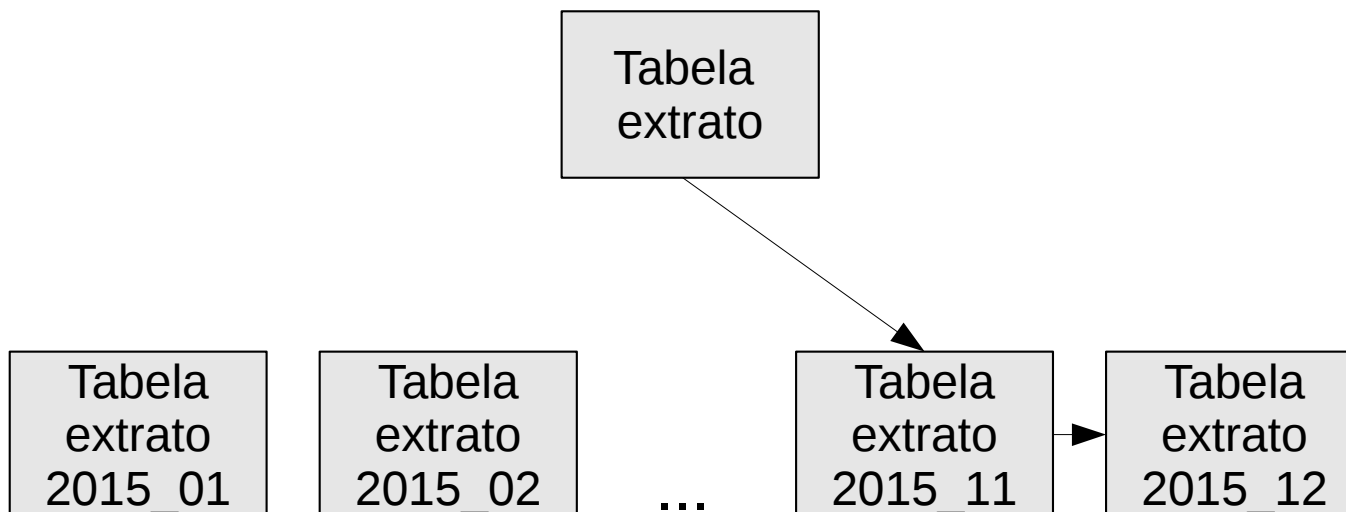 Tabela
extrato
Tabela
extrato
2015_01
Tabela
extrato
2015_02
...
Tabela
extrato
2015_11
Tabela
extrato
2015_12